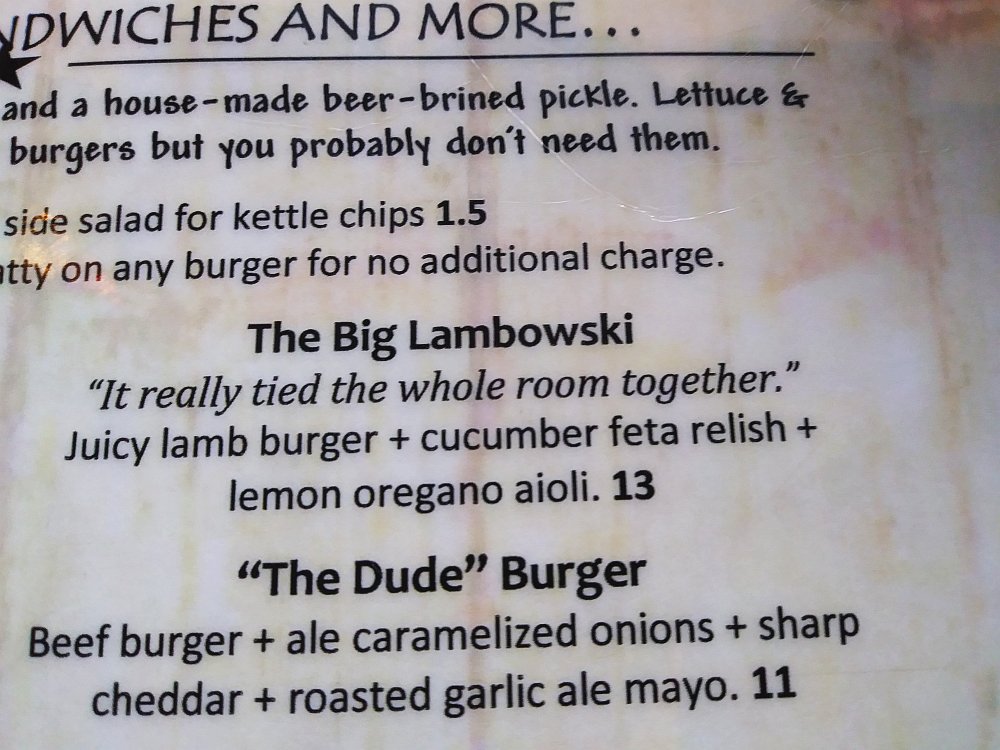 SANDWICHES AND MORE...
and a house-made beer-brined pickle. Lettuce &
burgers but you probably don't need them.
side salad for kettle chips 1.5
on any burger for no additional charge.
The Big Lambowski
“It really tied the whole room together.”
Juicy lamb burger + cucumber feta relish +
lemon oregano aioli. 13
“The Dude” Burger
Beef burger + ale caramelized onions + sharp
cheddar + roasted garlic ale mayo. 11